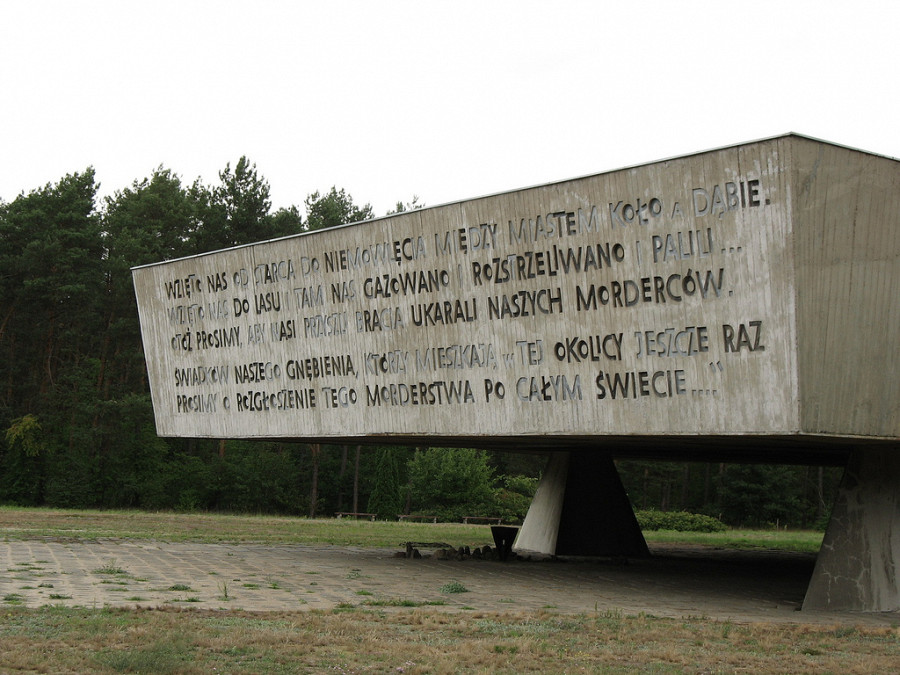 WZIĘTO NAS OD STARCA DO NIEMOWLĘCIA MIĘDZY MIASTEM KOŁO A DĄBIE.
WZIĘTO NAS DO LASU I TAM NAS GAZOWANO I ROZSTRZELIWANO I PALILI ...
OTÓŻ PROSIMY, ABY NASI PRZYSZLI BRACIA UKARALI NASZYCH MORDERCÓW.
ŚWIADKÓW NASZEGO GNĘBIENIA, KTÓRZY MIESZKAJĄ W TEJ OKOLICY JESZCZE RAZ
PROSIMY O ROZGŁOSZENIE TEGO MORDERSTWA PO CAŁYM ŚWIECIE...."